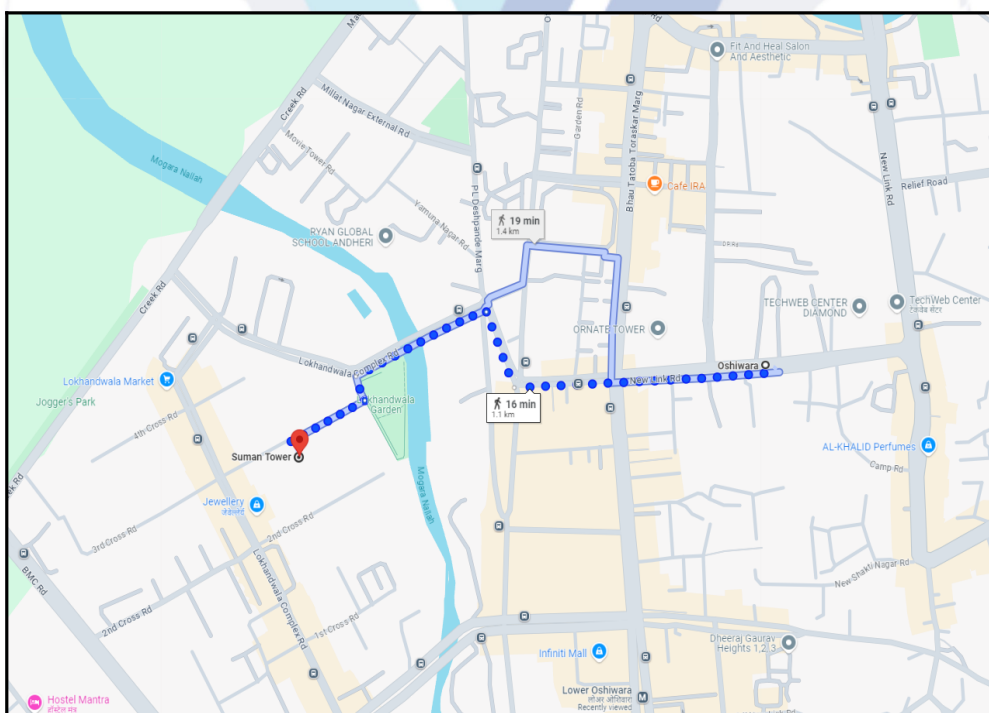 Fit And Heal Salon
And Aesthetic
Creek Rd
Millat Nagar External Rd
Garden Rd
Bhau Tatoba Toraskar Marg
New Link Rd
Movie Tower Rd
Mogara Nallah
Relief Road
Cafe IRA
PL Deshpande Marg
Yamuna Nagar Rd
19 min
1.4 km
RYAN GLOBAL
SCHOOL ANDHERI
Creek Rd
TECHWEB CENTER
DIAMOND
TechWeb Center
टेकवेब सेंटर
ORNATE TOWER
Lokhandwala Complex Rd
Oshiwara
New Link Rd
Lokhandwala Market
Jogger's Park
Lokhandwala
Garden
16 min
1.1 km
4th Cross Rd
Suman Tower
AL-KHALID Perfumes
Camp Rd
Mogara Nallah
Jewellery
3rd Cross Rd
2nd Cross Rd
BMC Rd
Lokhandwala Complex Rd
New Shakti Nagar Rd
2nd Cross Rd
1st Cross Rd
Dheeraj Gaurav
Heights 1,2,3
Infiniti Mall
Lower Oshiwara
Recently viewed
Hostel Mantra